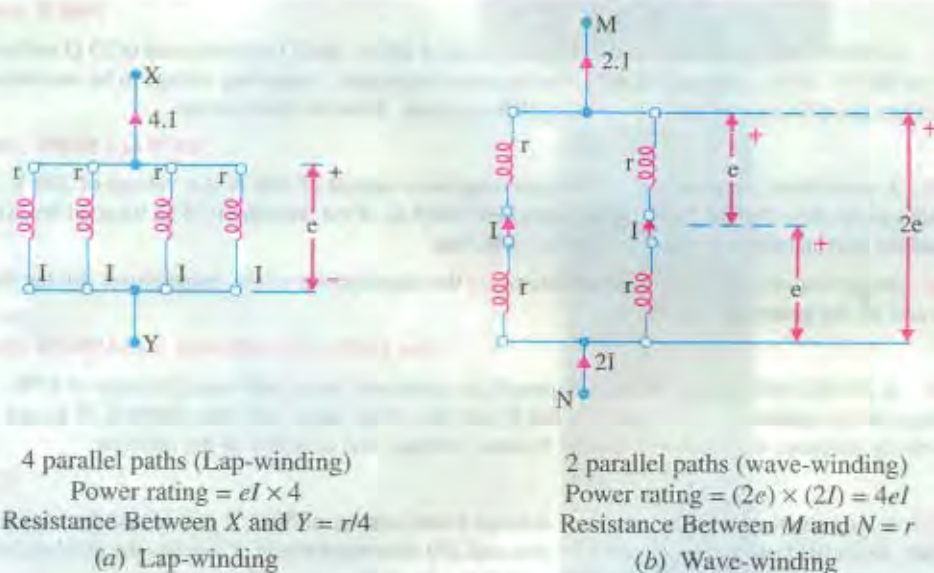 X
4.I
r r r r
+
e
I I I I
–
Y
M
2.I
r
r
+
e
I
I
2e
+
r
r
e
2I
N
4 parallel paths (Lap-winding)
Power rating = eI × 4
Resistance Between X and Y = r/4
(a) Lap-winding
2 parallel paths (wave-winding)
Power rating = (2e) × (2I) = 4eI
Resistance Between M and N = r
(b) Wave-winding